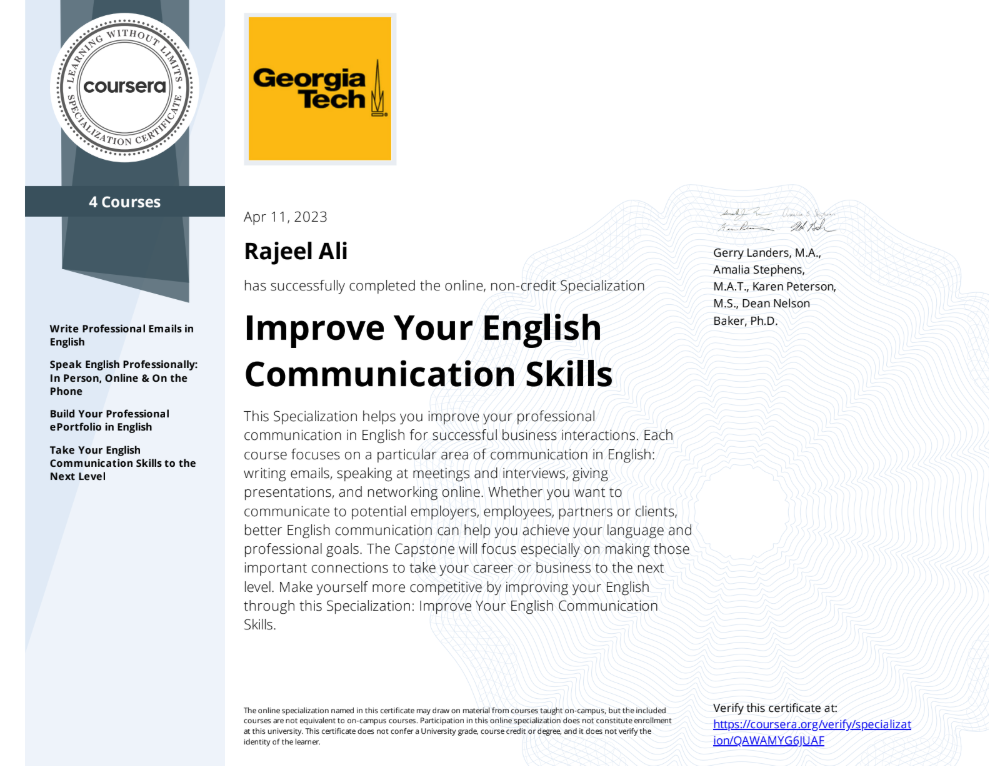 LEARNING WITHOUT LIMITS
coursera
SPECIALIZATION CERTIFICATE
4 Courses
Write Professional Emails in
English
Speak English Professionally:
In Person, Online & On the
Phone
Build Your Professional
ePortfolio in English
Take Your English
Communication Skills to the
Next Level
Georgia
Tech
Apr 11, 2023
Rajeel Ali
has successfully completed the online, non-credit Specialization
Improve Your English
Communication Skills
This Specialization helps you improve your professional
communication in English for successful business interactions. Each
course focuses on a particular area of communication in English:
writing emails, speaking at meetings and interviews, giving
presentations, and networking online. Whether you want to
communicate to potential employers, employees, partners or clients,
better English communication can help you achieve your language and
professional goals. The Capstone will focus especially on making those
important connections to take your career or business to the next
level. Make yourself more competitive by improving your English
through this Specialization: Improve Your English Communication
Skills.
Gerry Landers, M.A.,
Amalia Stephens,
M.A.T., Karen Peterson,
M.S., Dean Nelson
Baker, Ph.D.
The online specialization named in this certificate may draw on material from courses taught on-campus, but the included
courses are not equivalent to on-campus courses. Participation in this online specialization does not constitute enrollment
at this university. This certificate does not confer a University grade, course credit or degree, and it does not verify the
identity of the learner.
Verify this certificate at:
https://coursera.org/verify/specializat
ion/QAWAMYG6JUAF